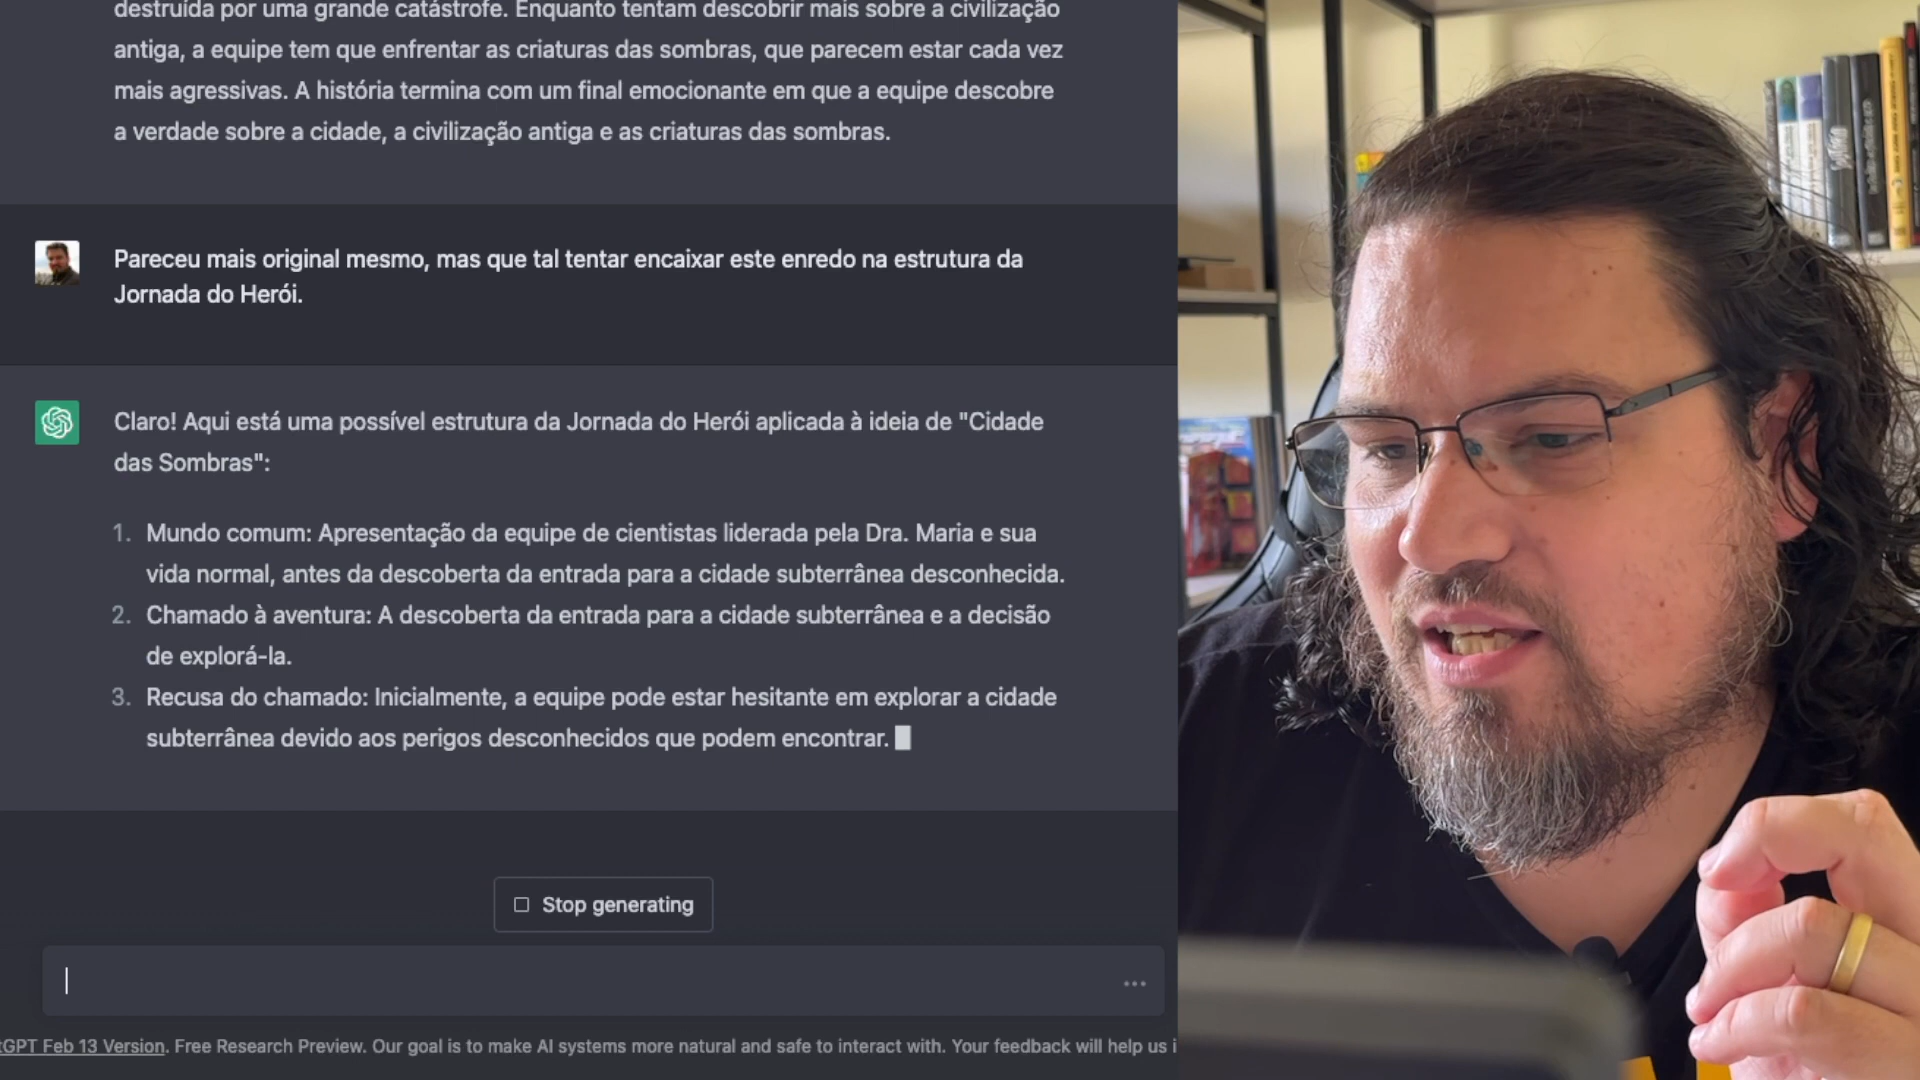 destruída por uma grande catástrofe. Enquanto tentam descobrir mais sobre a civilização
antiga, a equipe tem que enfrentar as criaturas das sombras, que parecem estar cada vez
mais agressivas. A história termina com um final emocionante em que a equipe descobre
a verdade sobre a cidade, a civilização antiga e as criaturas das sombras.
Pareceu mais original mesmo, mas que tal tentar encaixar este enredo na estrutura da
Jornada do Herói.
Claro! Aqui está uma possível estrutura da Jornada do Herói aplicada à ideia de "Cidade
das Sombras":
1. Mundo comum: Apresentação da equipe de cientistas liderada pela Dra. Maria e sua
vida normal, antes da descoberta da entrada para a cidade subterrânea desconhecida.
2. Chamado à aventura: A descoberta da entrada para a cidade subterrânea e a decisão
de explorá-la.
3. Recusa do chamado: Inicialmente, a equipe pode estar hesitante em explorar a cidade
subterrânea devido aos perigos desconhecidos que podem encontrar.
Stop generating
tGPT Feb 13 Version. Free Research Preview. Our goal is to make AI systems more natural and safe to interact with. Your feedback will help us i